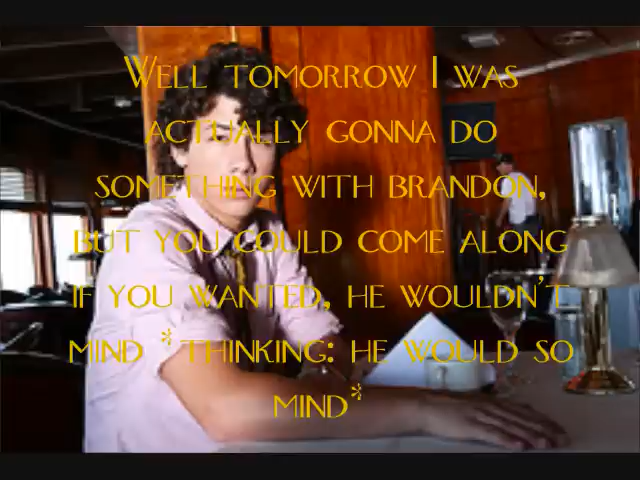 Well tomorrow I was
actually gonna do
something with brandon,
but you could come along
if you wanted, he wouldn't
mind *thinking: he would so
mind*